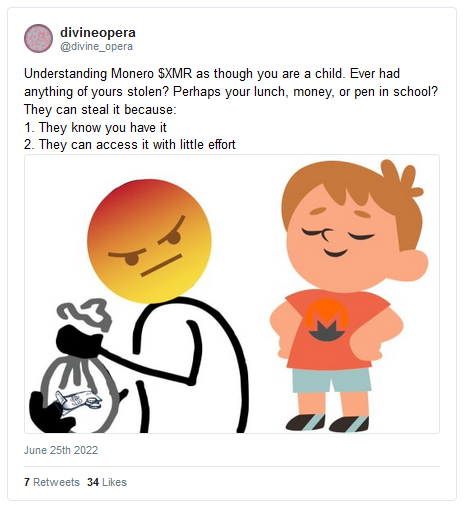 divineopera
@divine_opera
Understanding Monero $XMR as though you are a child. Ever had
anything of yours stolen? Perhaps your lunch, money, or pen in school?
They can steal it because:
1. They know you have it
2. They can access it with little effort
June 25th 2022
7 Retweets 34 Likes